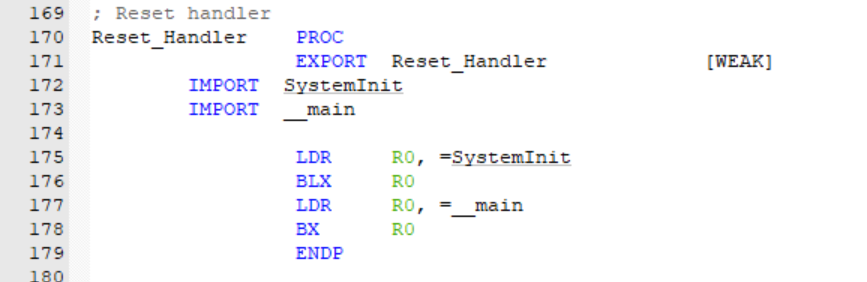 169 ; Reset handler
170 Reset_Handler PROC
171 EXPORT Reset_Handler [WEAK]
172 IMPORT SystemInit
173 IMPORT __main
174
175 LDR R0, =SystemInit
176 BLX R0
177 LDR R0, =__main
178 BX R0
179 ENDP
180